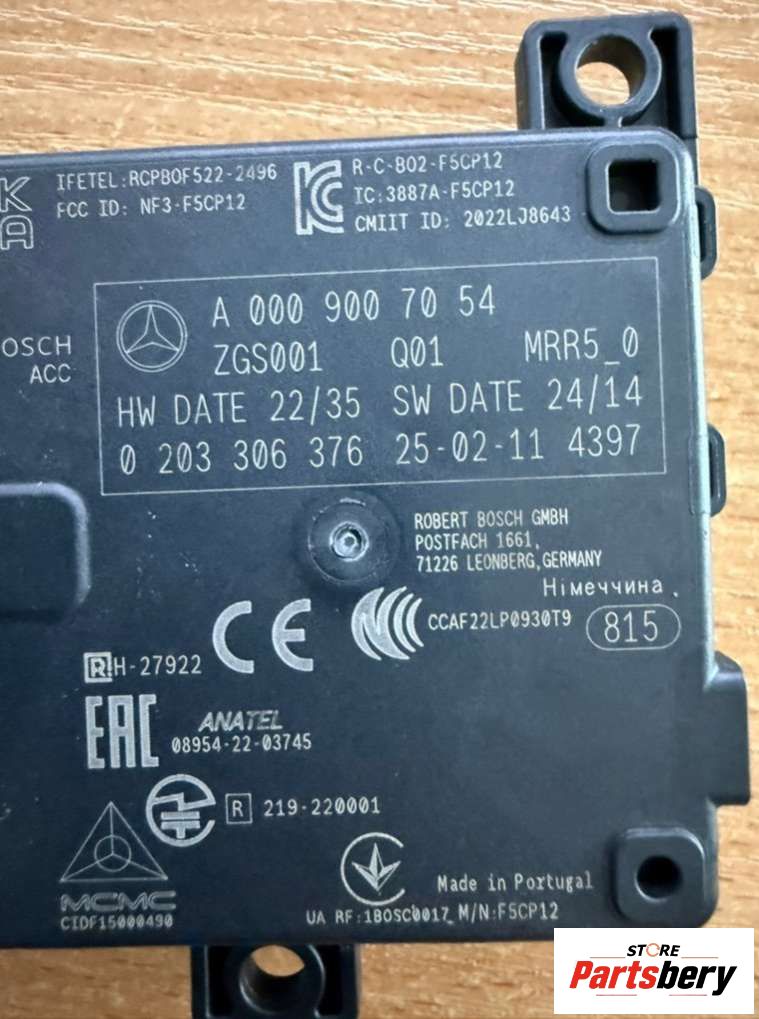 IFETEL:RCPBOF522-2496
FCC ID: NF3-F5CP12
R-C-BO2-F5CP12
IC:3887A-F5CP12
CMIIT ID: 2022LJ8643
K
A
OSCH
ACC
A 000 900 70 54
ZGS001 Q01 MRR5_0
HW DATE 22/35 SW DATE 24/14
0 203 306 376 25-02-11 4397
ROBERT BOSCH GMBH
POSTFACH 1661,
71226 LEONBERG,GERMANY
Німеччина
CE
CCAF22LP0930T9
815
R H-27922
EAC
ANATEL
08954-22-03745
R 219-220001
MCMC
CIDF15000490
Made in Portugal
UA RF:1BOSC0017_M/N:F5CP12
STORE
Partsbery